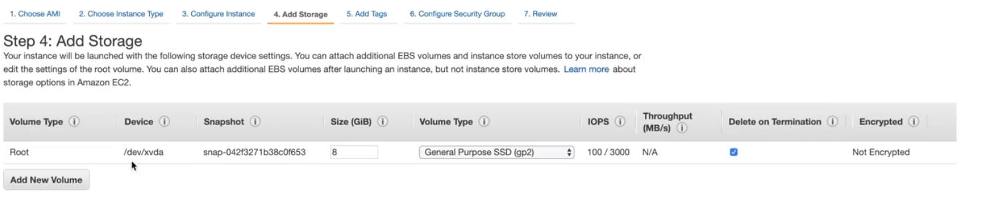 1. Choose AMI 2. Choose Instance Type 3. Configure Instance 4. Add Storage 5. Add Tags 6. Configure Security Group 7. Review
Step 4: Add Storage
Your instance will be launched with the following storage device settings. You can attach additional EBS volumes and instance store volumes to your instance, or
edit the settings of the root volume. You can also attach additional EBS volumes after launching an instance, but not instance store volumes. Learn more about
storage options in Amazon EC2.
Volume Type i Device i Snapshot i Size (GiB) i Volume Type i IOPS i Throughput (MB/s) i Delete on Termination i Encrypted i
Root /dev/xvda snap-042f3271b38c0f653 8 General Purpose SSD (gp2) 100 / 3000 N/A Not Encrypted
Add New Volume